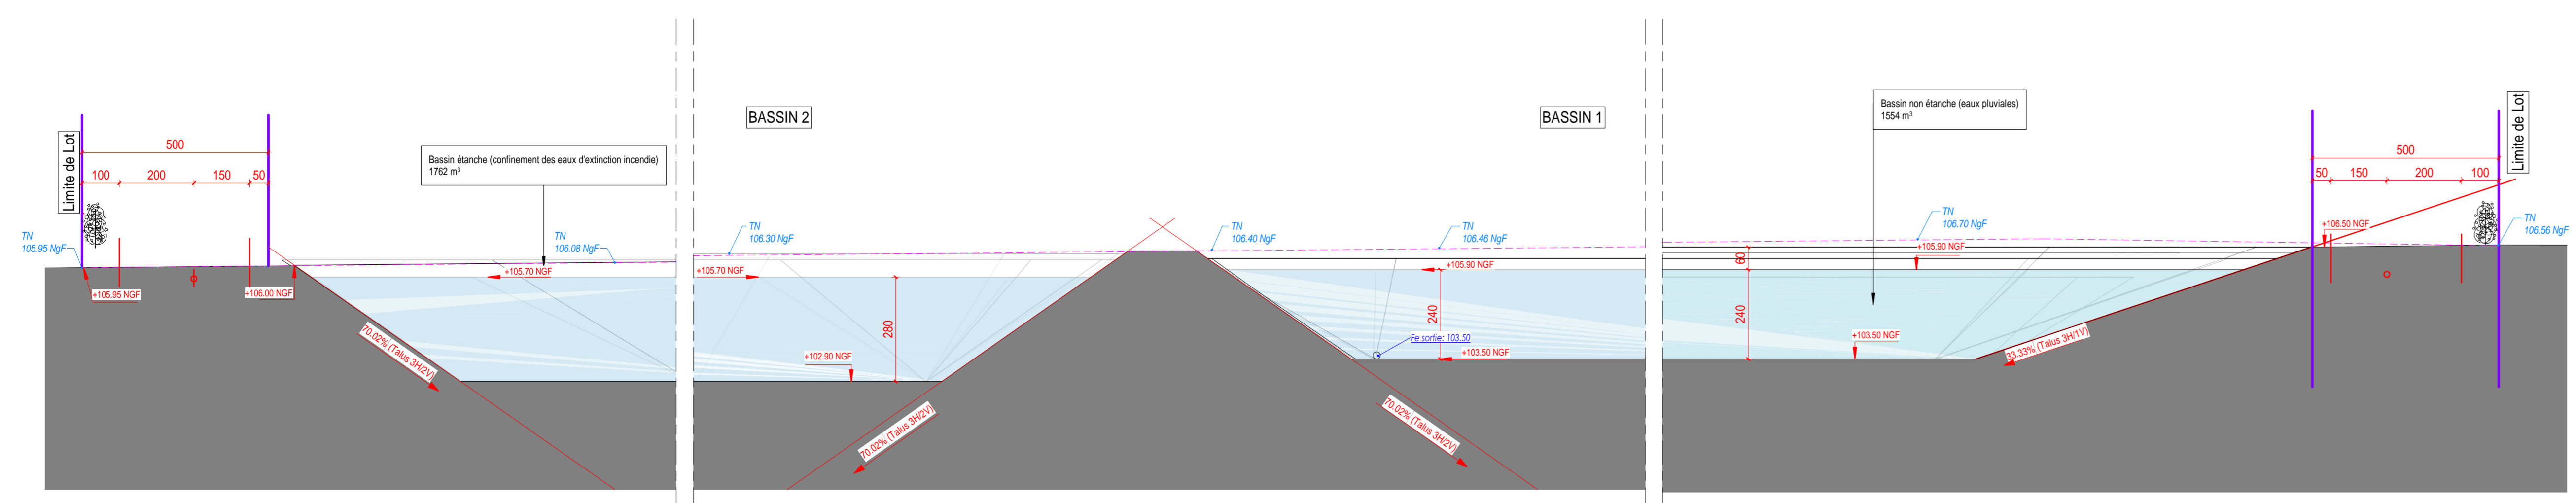 BASSIN 2
BASSIN 1
Bassin non étanche (eaux pluviales)
1554 m³
Limite de Lot
500
100
200
150
50
Bassin étanche (confinement des eaux d'extinction incendie)
1762 m³
Limite de Lot
500
50
150
200
100
TN
105.95 NgF
TN
106.08 NgF
TN
106.30 NgF
TN
106.40 NgF
TN
106.46 NgF
TN
106.70 NgF
TN
106.56 NgF
+106.50 NGF
+105.95 NGF
+106.00 NGF
+105.70 NGF
+105.70 NGF
+105.90 NGF
+105.90 NGF
60
280
240
240
Fe sortie: 103.50
+102.90 NGF
+103.50 NGF
+103.50 NGF
70.02% (Talus 3H/2V)
70.02% (Talus 3H/2V)
70.02% (Talus 3H/2V)
33.33% (Talus 3H/1V)